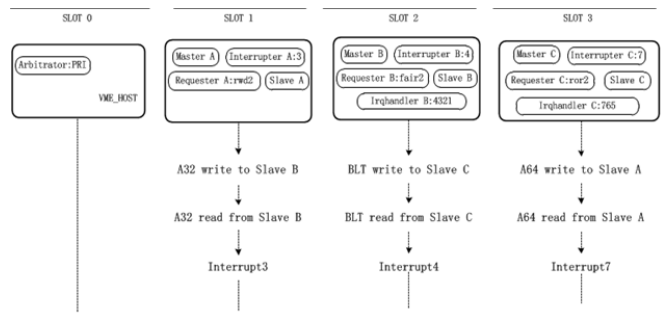 SLOT 0
SLOT 1
SLOT 2
SLOT 3
Arbitrator:PRI
VME_HOST
Master A
Interrupter A:3
Requester A:rwd2
Slave A
Master B
Interrupter B:4
Requester B:fair2
Slave B
Irqhandler B:4321
Master C
Interrupter C:7
Requester C:ror2
Slave C
Irqhandler C:765
A32 write to Slave B
BLT write to Slave C
A64 write to Slave A
A32 read from Slave B
BLT read from Slave C
A64 read from Slave A
Interrupt3
Interrupt4
Interrupt7